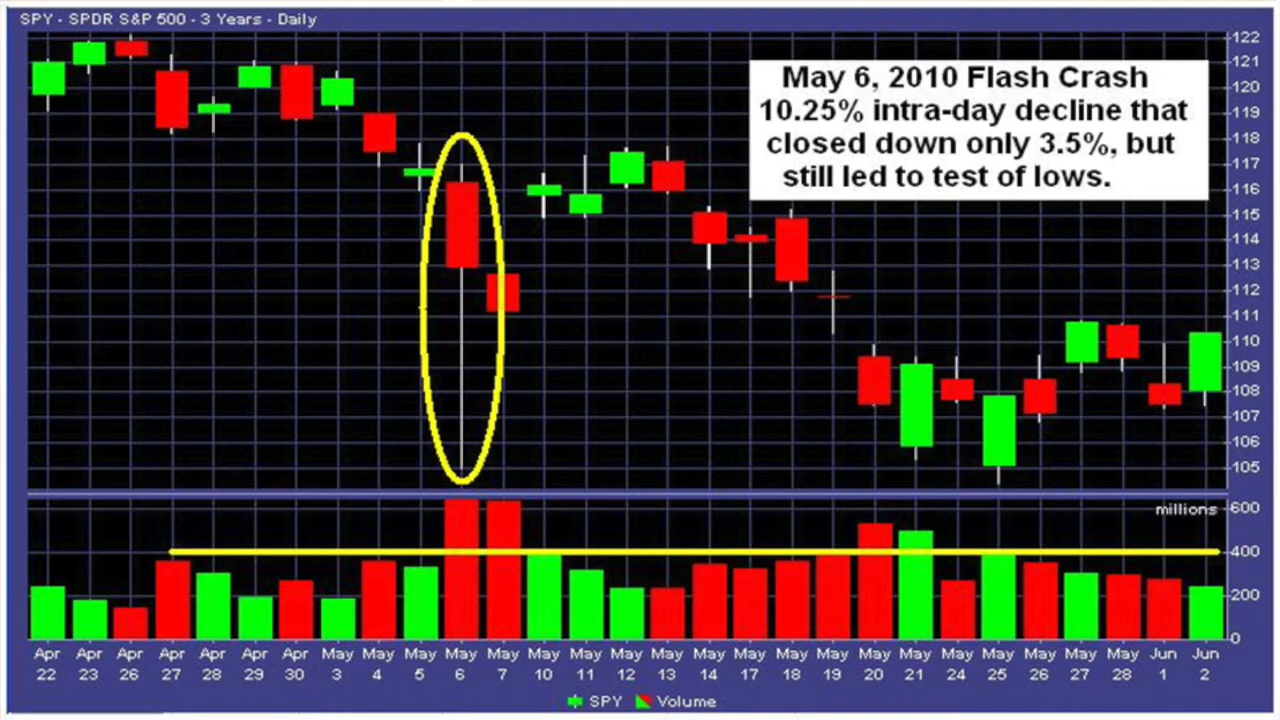 SPY - SPDR S&P 500 - 3 Years - Daily
May 6, 2010 Flash Crash
10.25% intra-day decline that
closed down only 3.5%, but
still led to test of lows.
122
121
120
119
118
117
116
115
114
113
112
111
110
109
108
107
106
105
millions
600
400
200
0
Apr Apr Apr Apr Apr Apr Apr May May May May May May May May May May May May May May May May May May May May Jun Jun
22 23 26 27 28 29 30 3 4 5 6 7 10 11 12 13 14 17 18 19 20 21 24 25 26 27 28 1 2
SPY Volume